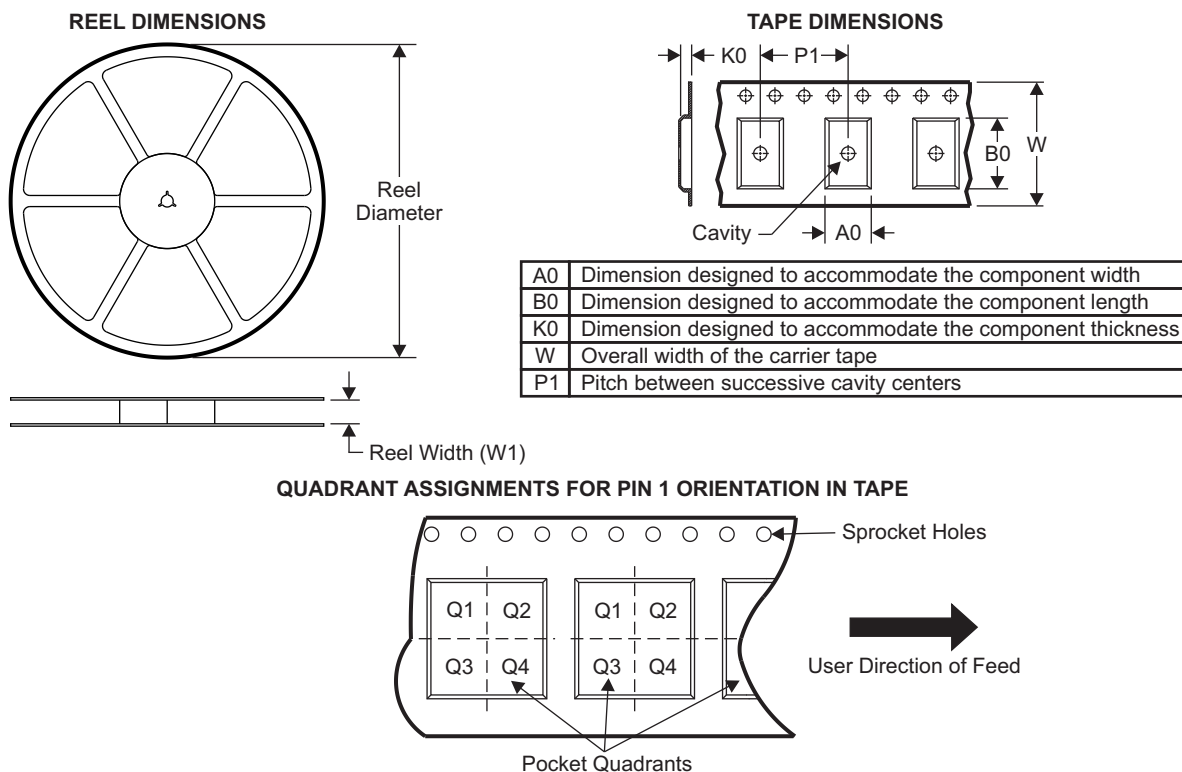 REEL DIMENSIONS
Reel
Diameter
Reel Width (W1)
TAPE DIMENSIONS
K0
P1
B0
W
Cavity
A0
A0 Dimension designed to accommodate the component width
B0 Dimension designed to accommodate the component length
K0 Dimension designed to accommodate the component thickness
W Overall width of the carrier tape
P1 Pitch between successive cavity centers
QUADRANT ASSIGNMENTS FOR PIN 1 ORIENTATION IN TAPE
Sprocket Holes
Q1 Q2 Q1 Q2
Q3 Q4 Q3 Q4
User Direction of Feed
Pocket Quadrants